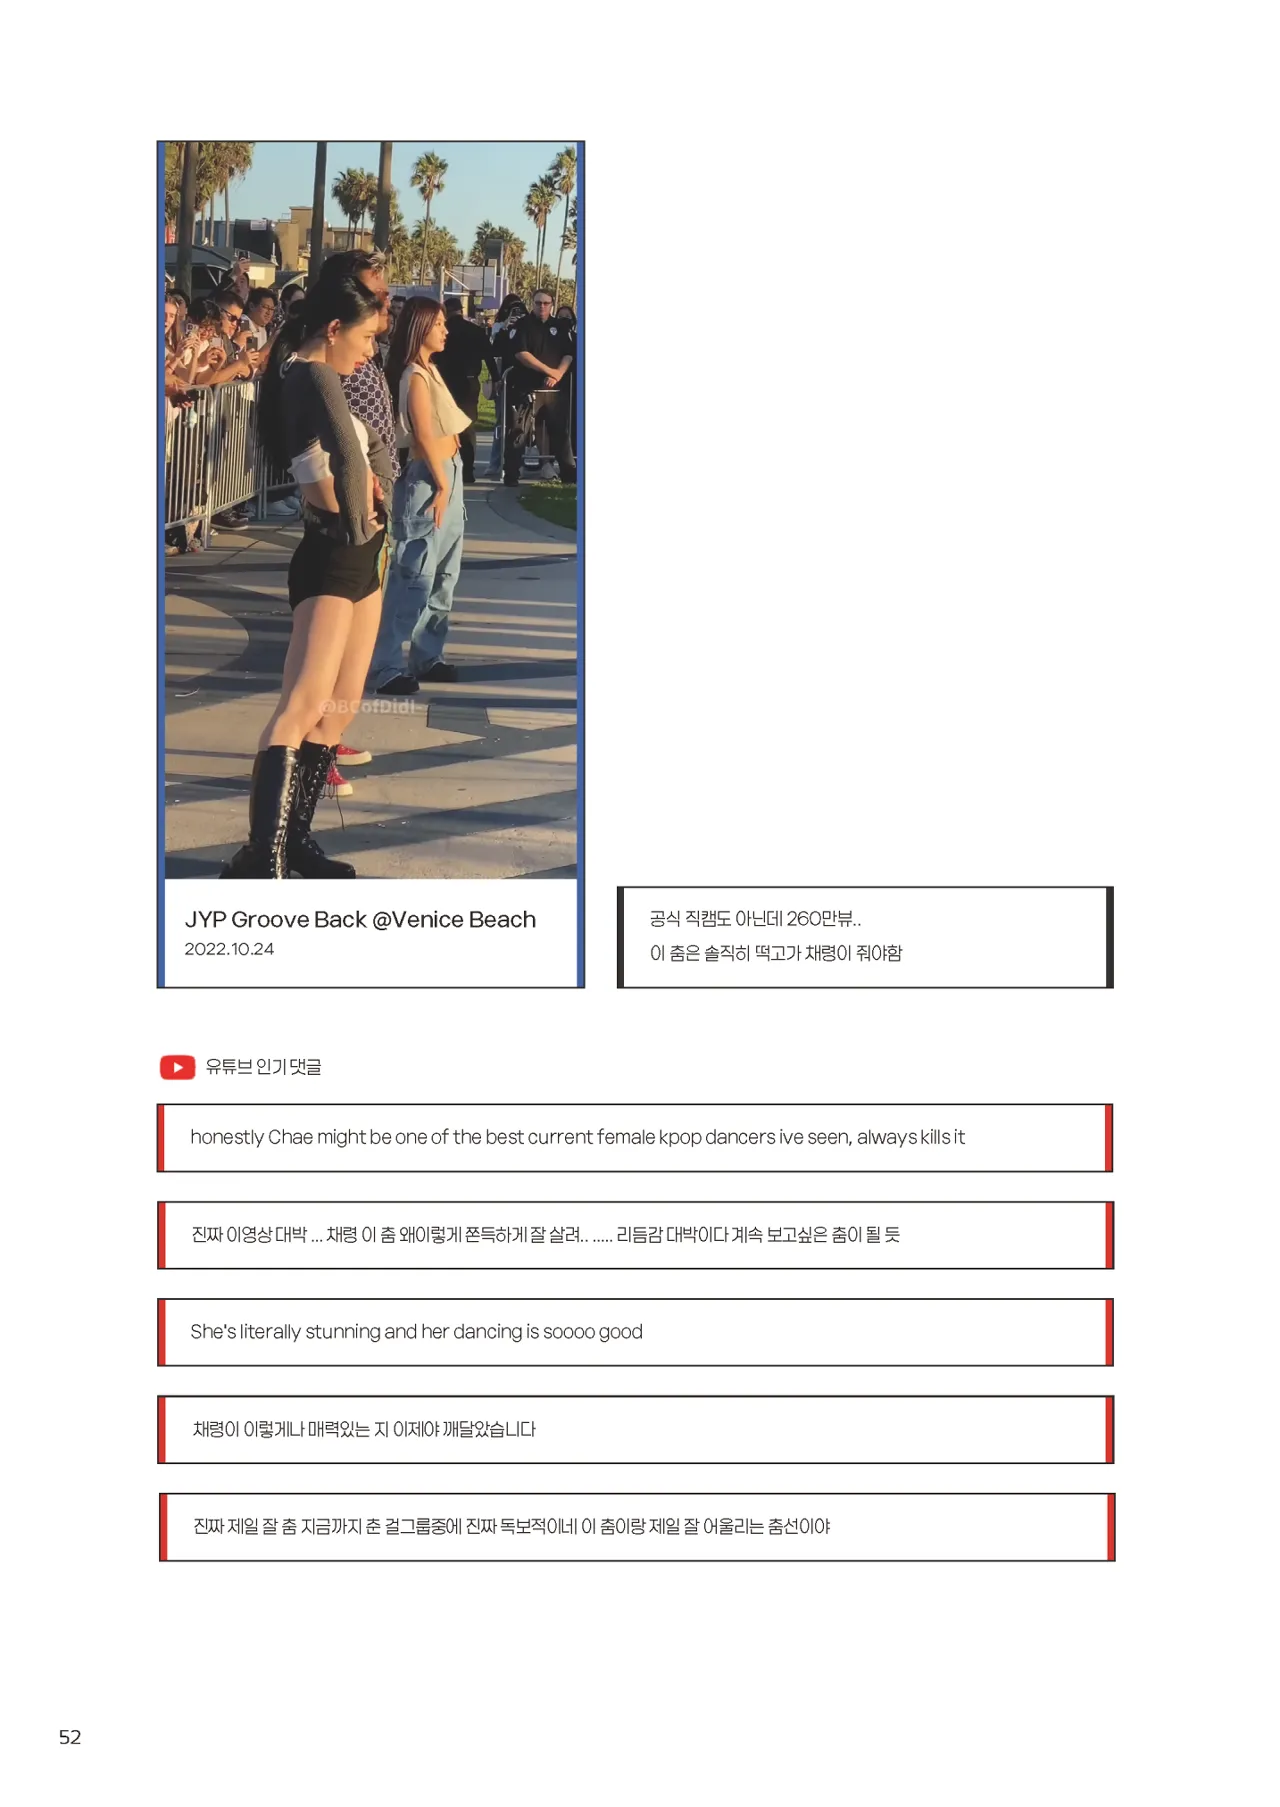 @BCofDidl-
JYP Groove Back @Venice Beach
2022.10.24
공식 직캠도 아닌데 260만뷰..
이 춤은 솔직히 떡고가 채령이 줘야함
유튜브 인기 댓글
honestly Chae might be one of the best current female kpop dancers ive seen, always kills it
진짜 이영상 대박 ... 채령 이 춤 왜이렇게 쫀득하게 잘 살려.. ..... 리듬감 대박이다 계속 보고싶은 춤이 될 듯
She's literally stunning and her dancing is soooo good
채령이 이렇게나 매력있는 지 이제야 깨달았습니다
진짜 제일 잘 춤 지금까지 춘 걸그룹중에 진짜 독보적이네 이 춤이랑 제일 잘 어울리는 춤선이야
52